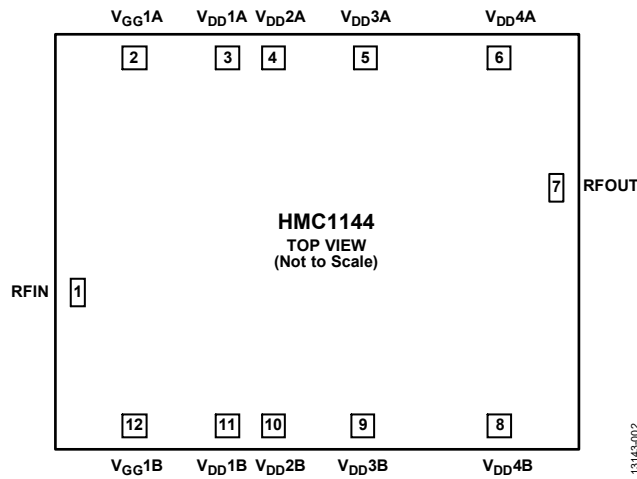 VGG1A VDD1A VDD2A VDD3A VDD4A
2 3 4 5 6
7 RFOUT
HMC1144
TOP VIEW
(Not to Scale)
RFIN 1
12 11 10 9 8
VGG1B VDD1B VDD2B VDD3B VDD4B
13143-002